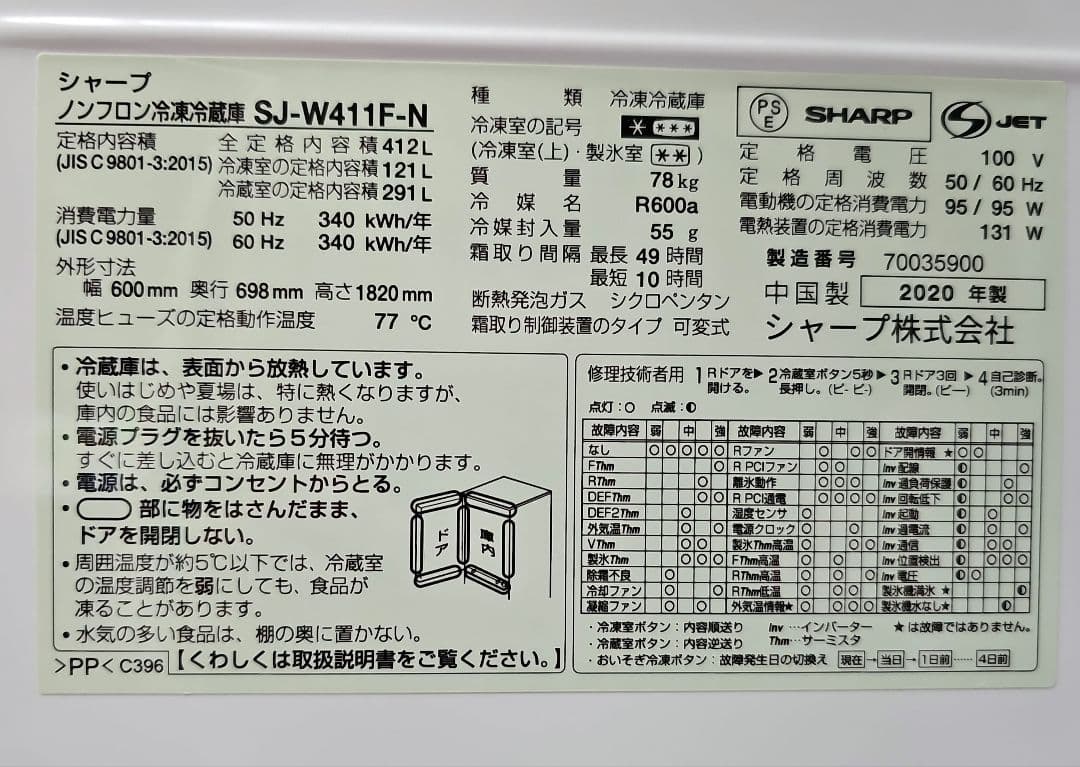 シャープ
ノンフロン冷凍冷蔵庫 SJ-W411F-N
定格内容積 全定格内容積 412L
(JIS C 9801-3:2015) 冷凍室の定格内容積 121L
冷蔵室の定格内容積 291L
消費電力量 50 Hz 340 kWh/年
(JIS C 9801-3:2015) 60 Hz 340 kWh/年
外形寸法
幅 600mm 奥行 698mm 高さ1820mm
温度ヒューズの定格動作温度 77 ℃
種類 冷凍冷蔵庫
冷凍室の記号 * ***
(冷凍室(上)・製氷室 ** )
質量 78kg
冷媒名 R600a
冷媒封入量 55 g
霜取り間隔 最長 49 時間
最短 10 時間
断熱発泡ガス シクロペンタン
霜取り制御装置のタイプ 可変式
PSE SHARP JET
定格電圧 100 V
定格周波数 50 / 60 Hz
電動機の定格消費電力 95 / 95 W
電熱装置の定格消費電力 131 W
製造番号 70035900
中国製 2020 年製
シャープ株式会社
・冷蔵庫は、表面から放熱しています。
使いはじめや夏場は、特に熱くなりますが、
庫内の食品には影響ありません。
・電源プラグを抜いたら5分待つ。
すぐに差し込むと冷蔵庫に無理がかかります。
・電源は、必ずコンセントからとる。
・ 部に物をはさんだまま、
ドアを開閉しない。
ドア 庫内
・周囲温度が約5℃以下では、冷蔵室
の温度調節を弱にしても、食品が
凍ることがあります。
・水気の多い食品は、棚の奥に置かない。
>PP< C396 【くわしくは取扱説明書をご覧ください。】
修理技術者用 1 Rドアを開ける。 ▶ 2 冷蔵室ボタン5秒長押し。(ピ- ピ-) ▶ 3 Rドア3回開閉。(ピー) ▶ 4 自己診断。(3min)
点灯:○ 点滅:◐
故障内容 弱 中 強 故障内容 弱 中 強 故障内容 弱 中 強
なし ○ ○ ○ ○ ○ Rファン ○ ○ ○ ドア開情報 ★ ○ ○
FThm ○ R PCIファン ○ ○ ○ Inv 配線 ◐ ○
RThm ○ 離氷動作 ○ ○ ○ Inv 過負荷保護 ◐ ○
DEFThm ○ ○ R PCI通電 ○ ○ ○ ○ Inv 回転低下 ◐ ○ ○
DEF2Thm ○ 湿度センサ ○ Inv 起動 ◐ ○
外気温Thm ○ ○ 電源クロック ○ ○ Inv 過電流 ◐ ○ ○
VThm ○ ○ 製氷Thm高温 ○ ○ ○ Inv 通信 ◐ ○ ○
製氷Thm ○ ○ ○ FThm高温 ○ ○ Inv 位置検出 ◐ ○ ○ ○
除霜不良 ○ RThm高温 ○ ○ ○ Inv 電圧 ◐ ○
冷却ファン ○ ○ RThm低温 ○ ○ ○ 製氷機満氷 ★ ◐
凝縮ファン ○ ○ 外気温情報★ ○ ○ ○ ○ 製氷機水なし★ ◐
・冷凍室ボタン:内容順送り Inv …インバーター ★は故障ではありません。
・冷蔵室ボタン:内容逆送り Thm…サーミスタ
・おいそぎ冷凍ボタン:故障発生日の切換え 現在→当日→1日前……4日前